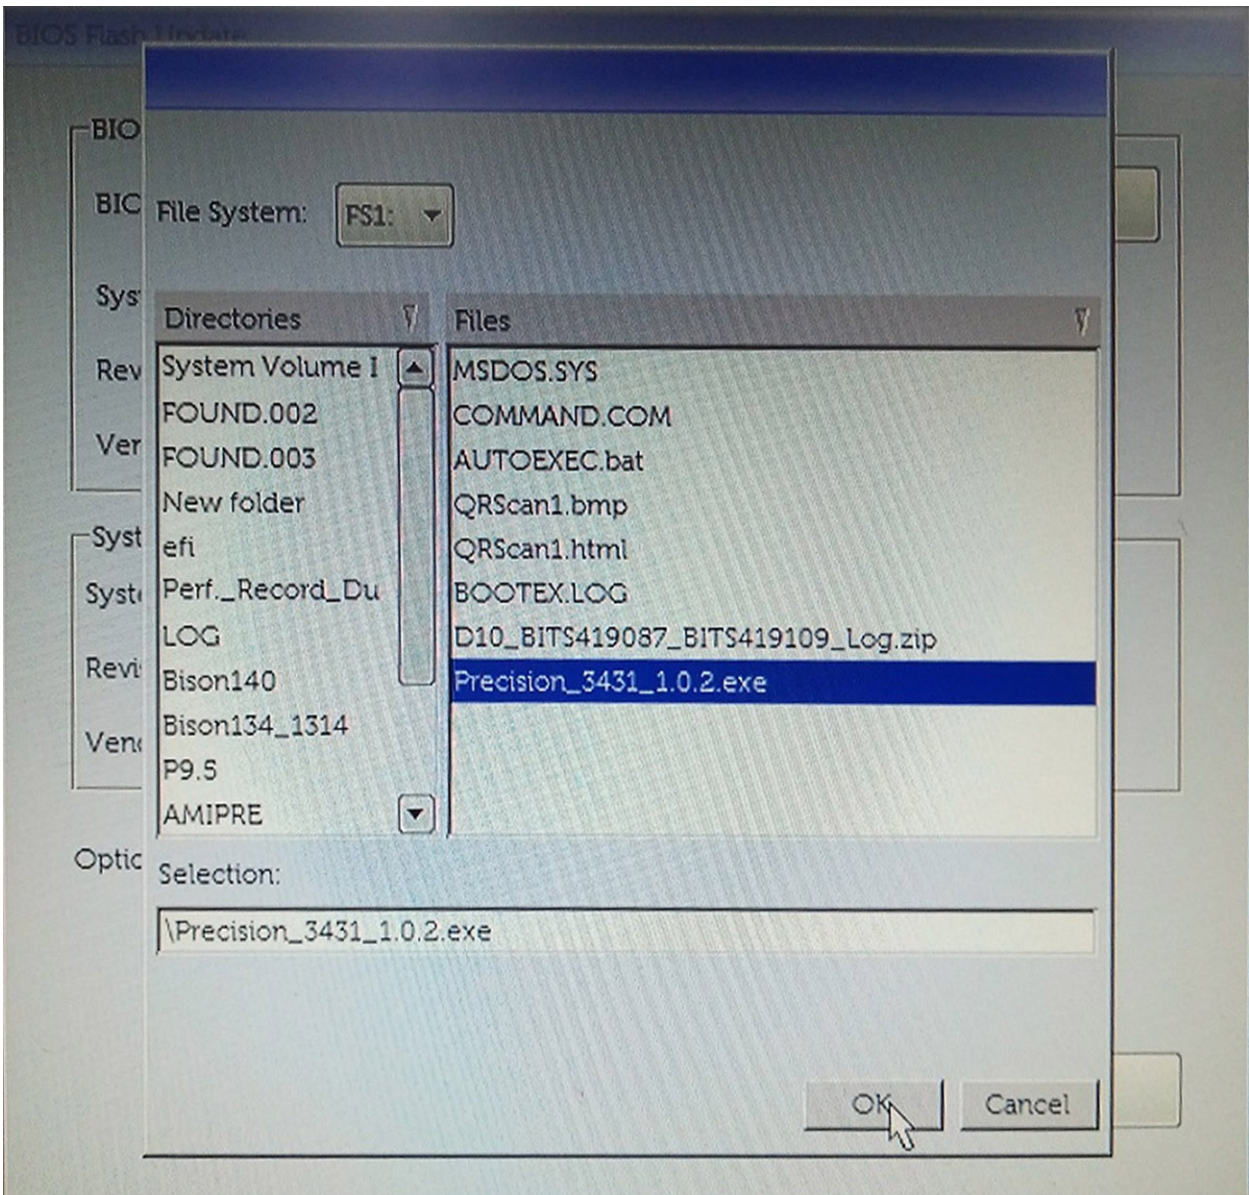 BIOS Flash Update
BIO
BIC
Sys
Rev
Ver
Syst
Syst
Revi
Vend
Optic
File System:
FS1:
Directories
System Volume I
FOUND.002
FOUND.003
New folder
efi
Perf._Record_Du
LOG
Bison140
Bison134_1314
P9.5
AMIPRE
Files
MSDOS.SYS
COMMAND.COM
AUTOEXEC.bat
QRScan1.bmp
QRScan1.html
BOOTEX.LOG
D10_BITS419087_BITS419109_Log.zip
Precision_3431_1.0.2.exe
Selection:
\Precision_3431_1.0.2.exe
OK
Cancel